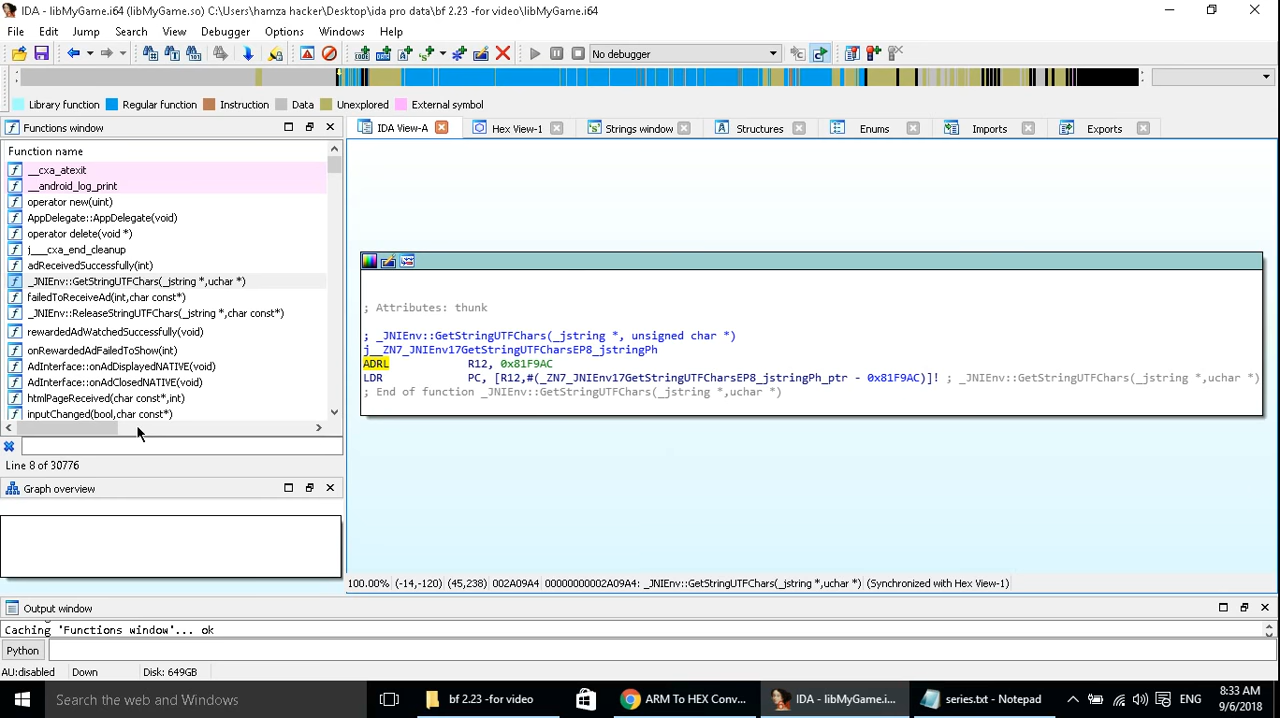 IDA - libMyGame.i64 (libMyGame.so) C:\Users\hamza hacker\Desktop\ida pro data\bf 2.23 -for video\libMyGame.i64
File Edit Jump Search View Debugger Options Windows Help
No debugger
Library function Regular function Instruction Data Unexplored External symbol
Functions window
IDA View-A Hex View-1 Strings window Structures Enums Imports Exports
Function name
__cxa_atexit
__android_log_print
operator new(uint)
AppDelegate::AppDelegate(void)
operator delete(void *)
j___cxa_end_cleanup
adReceivedSuccessfully(int)
_JNIEnv::GetStringUTFChars(_jstring *,uchar *)
failedToReceiveAd(int,char const*)
_JNIEnv::ReleaseStringUTFChars(_jstring *,char const*)
rewardedAdWatchedSuccessfully(void)
onRewardedAdFailedToShow(int)
AdInterface::onAdDisplayedNATIVE(void)
AdInterface::onAdClosedNATIVE(void)
htmlPageReceived(char const*,int)
inputChanged(bool,char const*)
Line 8 of 30776
Graph overview
; Attributes: thunk
; _JNIEnv::GetStringUTFChars(_jstring *, unsigned char *)
j__ZN7_JNIEnv17GetStringUTFCharsEP8_jstringPh
ADRL R12, 0x81F9AC
LDR PC, [R12,#(_ZN7_JNIEnv17GetStringUTFCharsEP8_jstringPh_ptr - 0x81F9AC)]! ; _JNIEnv::GetStringUTFChars(_jstring *,uchar *)
; End of function _JNIEnv::GetStringUTFChars(_jstring *,uchar *)
100.00% (-14,-120) (45,238) 002A09A4 00000000002A09A4: _JNIEnv::GetStringUTFChars(_jstring *,uchar *) (Synchronized with Hex View-1)
Output window
Caching 'Functions window'... ok
Python
AU:disabled Down Disk: 649GB
Search the web and Windows
bf 2.23 -for video
ARM To HEX Conv...
IDA - libMyGame.i...
series.txt - Notepad
ENG
8:33 AM
9/6/2018